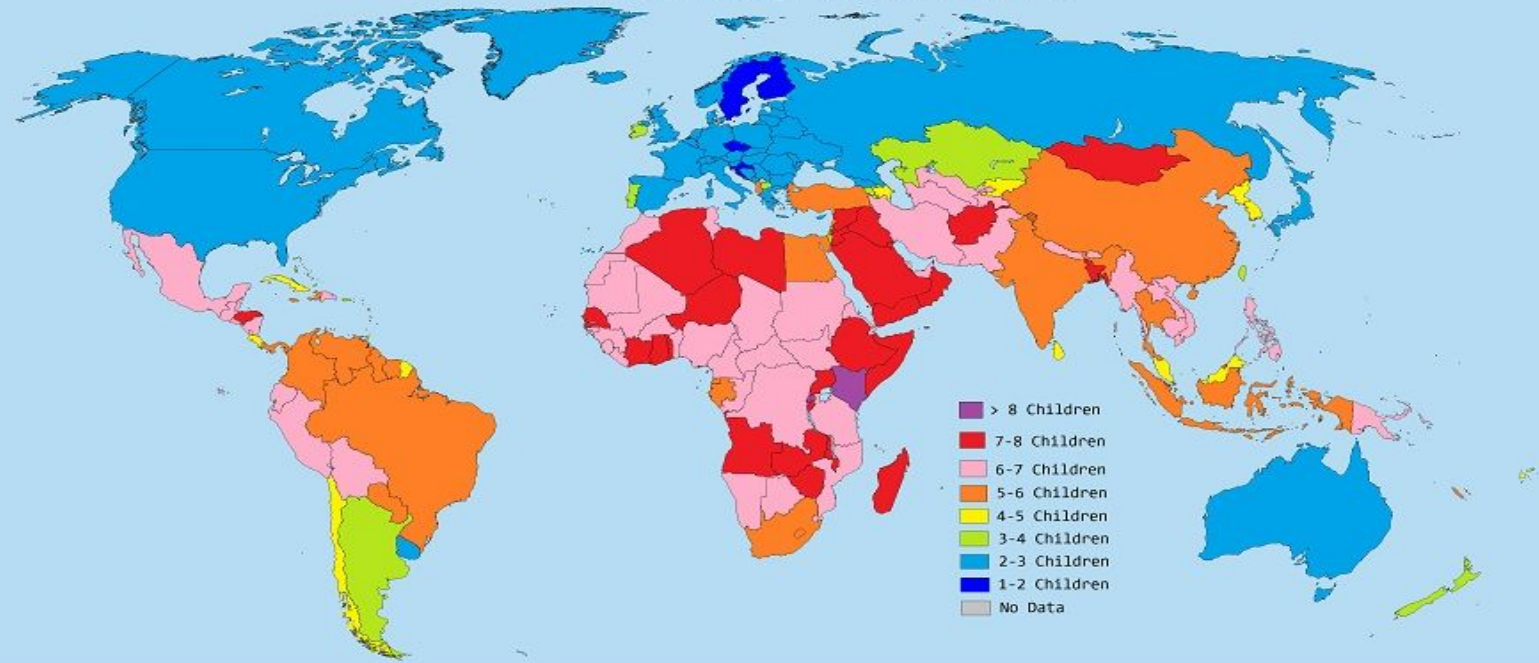 > 8 Children
7-8 Children
6-7 Children
5-6 Children
4-5 Children
3-4 Children
2-3 Children
1-2 Children
No Data